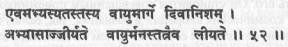 एवमभ्यस्यतस्तस्य वायुमार्गे दिवानिशम् ।
अभ्यासाज्जीर्यते वायुर्मनस्तत्रैव लीयते ।। ५२ ।।